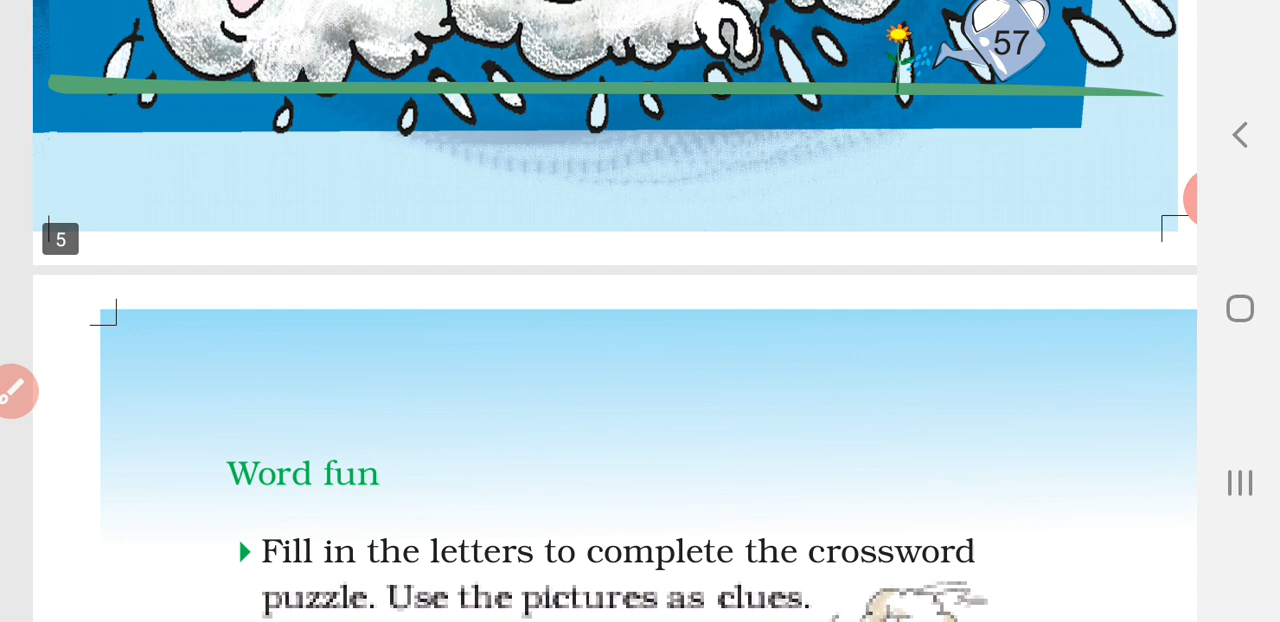 57
5
Word fun
Fill in the letters to complete the crossword
puzzle. Use the pictures as clues.